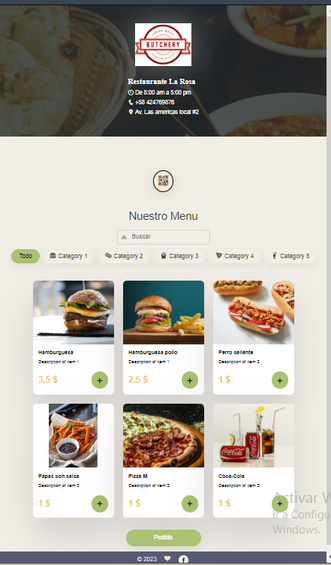 BUTCHERY
Restaurante La Rosa
De 8:00 am a 5:00 pm
+58 424769876
Av. Las americas local #2
Nuestro Menu
Buscar
Todo
Category 1
Category 2
Category 3
Category 4
Category 5
Hamburguesa
Description of item 1
3.5 $
+
Hamburguesa pollo
Description of item 2
2.5 $
+
Perro caliente
Description of item 3
1 $
+
Papas con salsa
Description of item 3
1 $
+
Pizza M
Description of item 3
1 $
+
Coca-Cola
Description of item 3
1 $
+
Activar W
Ir a Configu
Windows.
Pedido
© 2023